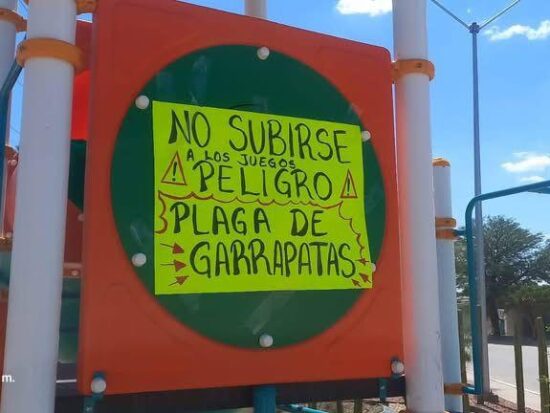 NO SUBIRSE
A LOS JUEGOS
PELIGRO
PLAGA DE
GARRAPATAS
m.